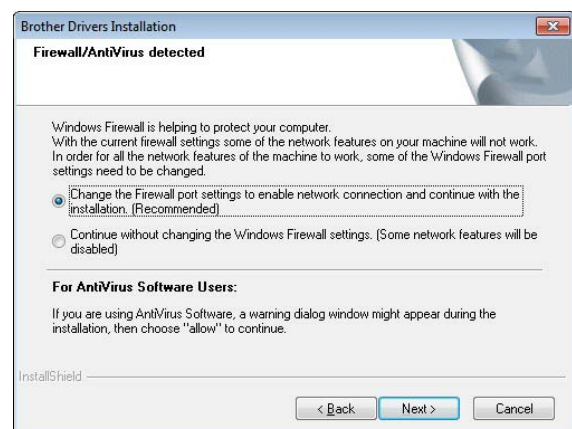 Brother Drivers Installation
Firewall/AntiVirus detected
Windows Firewall is helping to protect your computer.
With the current firewall settings some of the network features on your machine will not work.
In order for all the network features of the machine to work, some of the Windows Firewall port
settings need to be changed.
Change the Firewall port settings to enable network connection and continue with the
installation. (Recommended)
Continue without changing the Windows Firewall settings. (Some network features will be
disabled)
For AntiVirus Software Users:
If you are using AntiVirus Software, a warning dialog window might appear during the
installation, then choose "allow" to continue.
InstallShield
< Back Next > Cancel